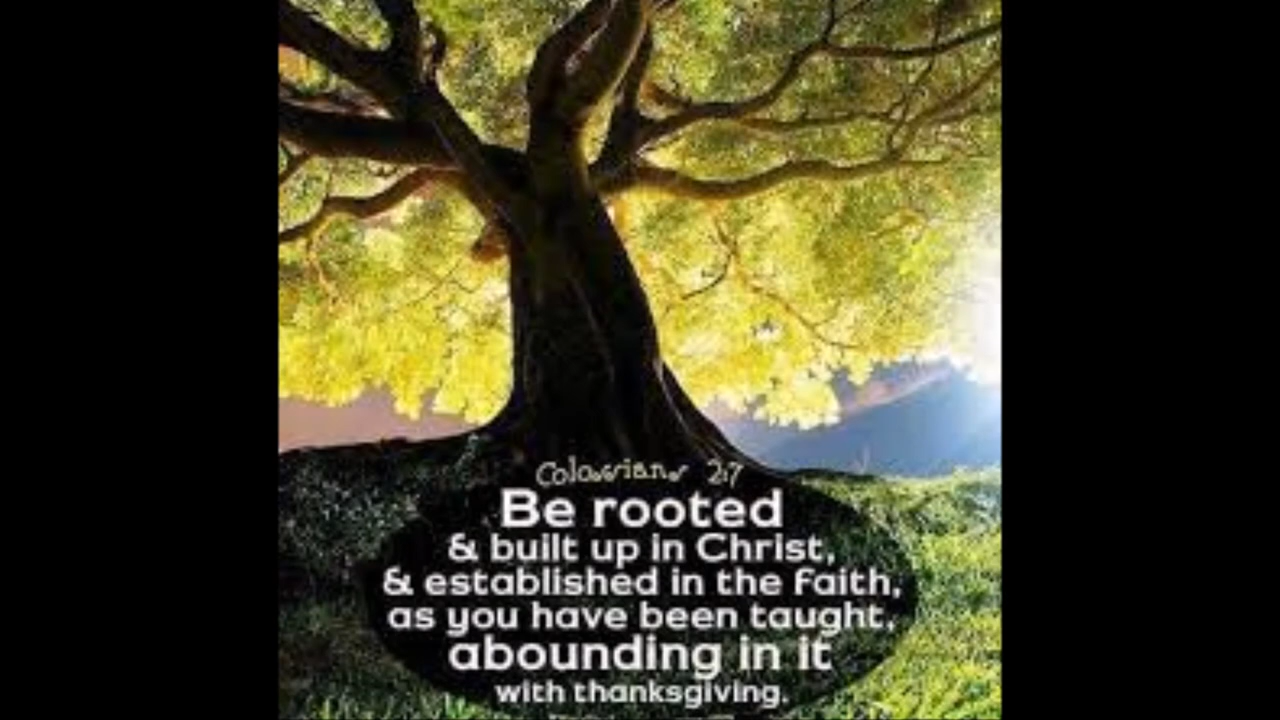 Colossians 2:7
Be rooted
& built up in Christ,
& established in the faith,
as you have been taught,
abounding in it
with thanksgiving.